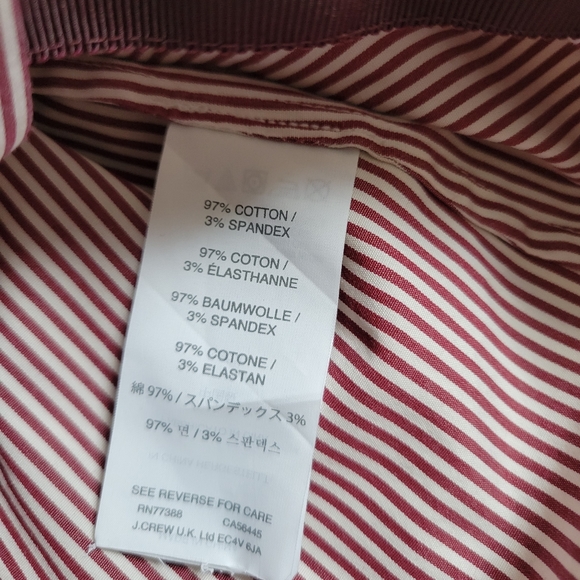 97% COTTON /
3% SPANDEX
97% COTON /
3% ÉLASTHANNE
97% BAUMWOLLE /
3% SPANDEX
97% COTONE /
3% ELASTAN
綿 97% / スパンデックス 3%
97% 면 / 3% 스판덱스
SEE REVERSE FOR CARE
RN77388 CA56445
J.CREW U.K. Ltd EC4V 6JA